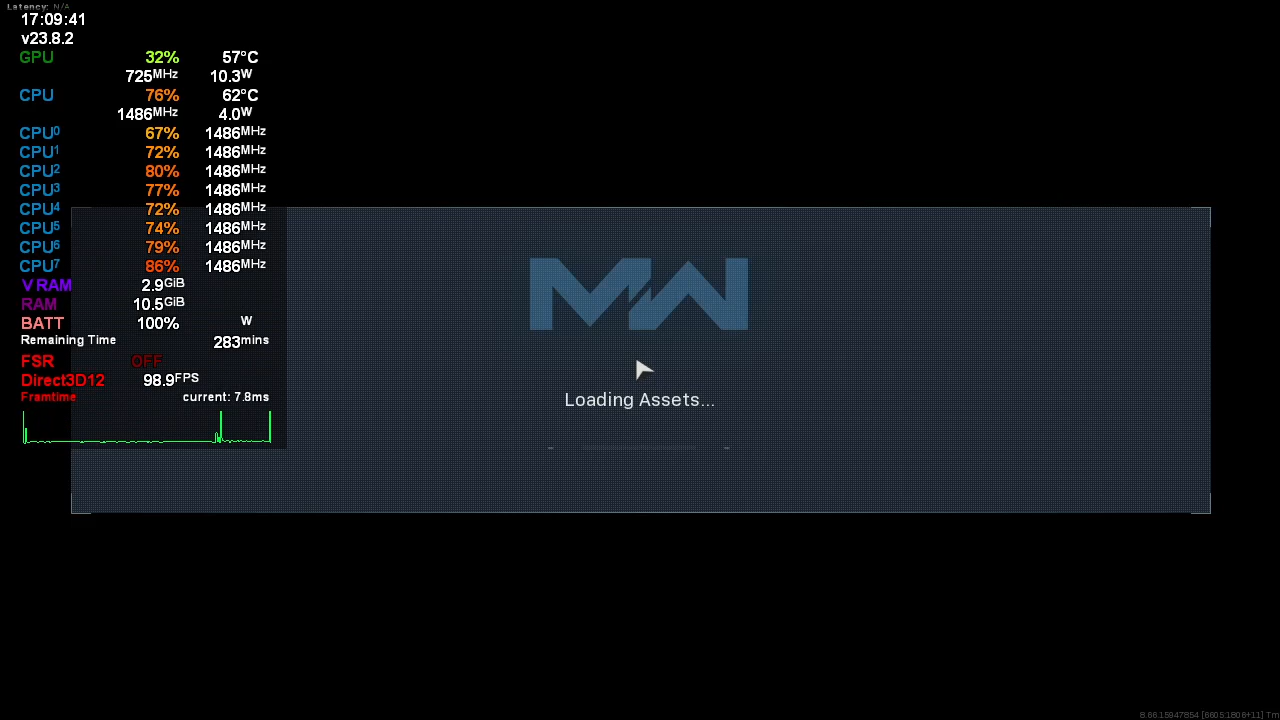 Latency: N/A
17:09:41
v23.8.2
GPU 32% 57°C
725MHz 10.3W
CPU 76% 62°C
1486MHz 4.0W
CPU0 67% 1486MHz
CPU1 72% 1486MHz
CPU2 80% 1486MHz
CPU3 77% 1486MHz
CPU4 72% 1486MHz
CPU5 74% 1486MHz
CPU6 79% 1486MHz
CPU7 86% 1486MHz
VRAM 2.9GiB
RAM 10.5GiB
BATT 100% W
Remaining Time 283mins
FSR OFF
Direct3D12 98.9FPS
Framtime current: 7.8ms
MW
Loading Assets...